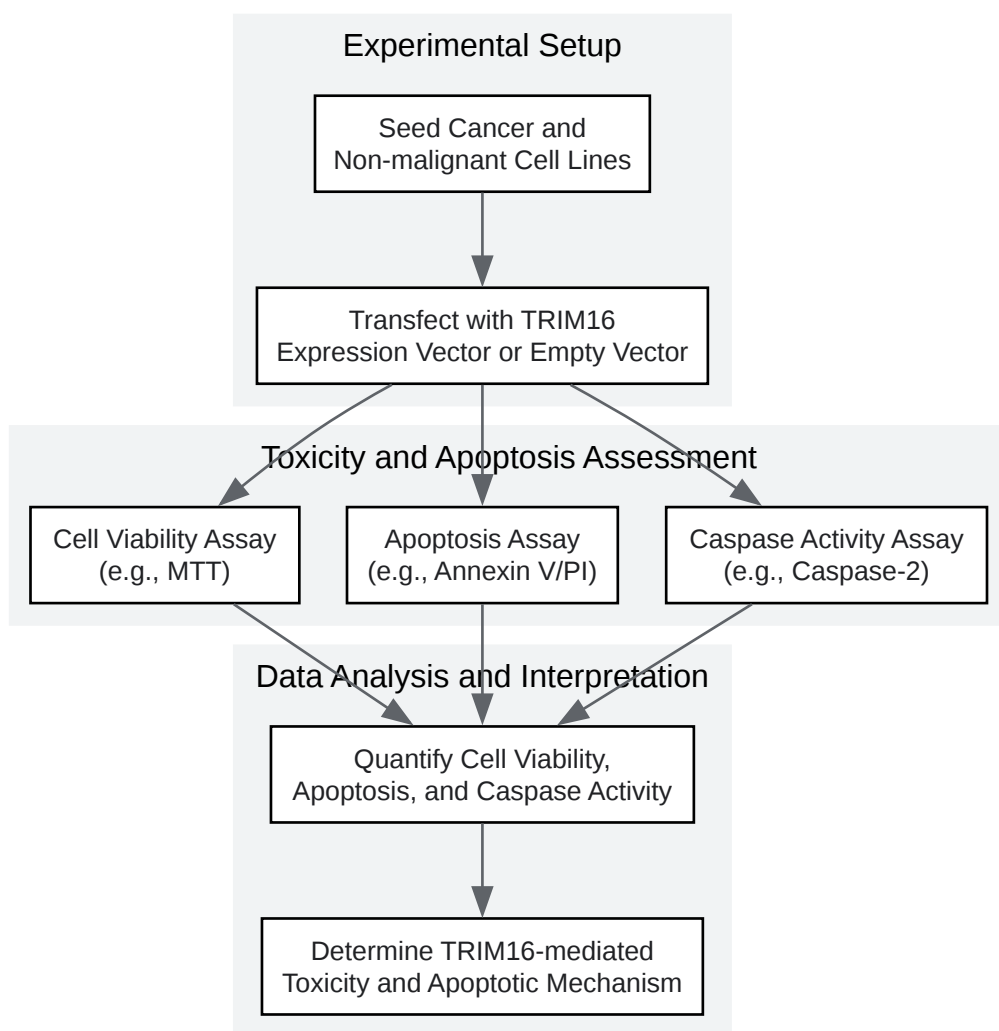 Experimental Setup
Seed Cancer and
Non-malignant Cell Lines
Transfect with TRIM16
Expression Vector or Empty Vector
Toxicity and Apoptosis Assessment
Cell Viability Assay
(e.g., MTT)
Apoptosis Assay
(e.g., Annexin V/PI)
Caspase Activity Assay
(e.g., Caspase-2)
Data Analysis and Interpretation
Quantify Cell Viability,
Apoptosis, and Caspase Activity
Determine TRIM16-mediated
Toxicity and Apoptotic Mechanism